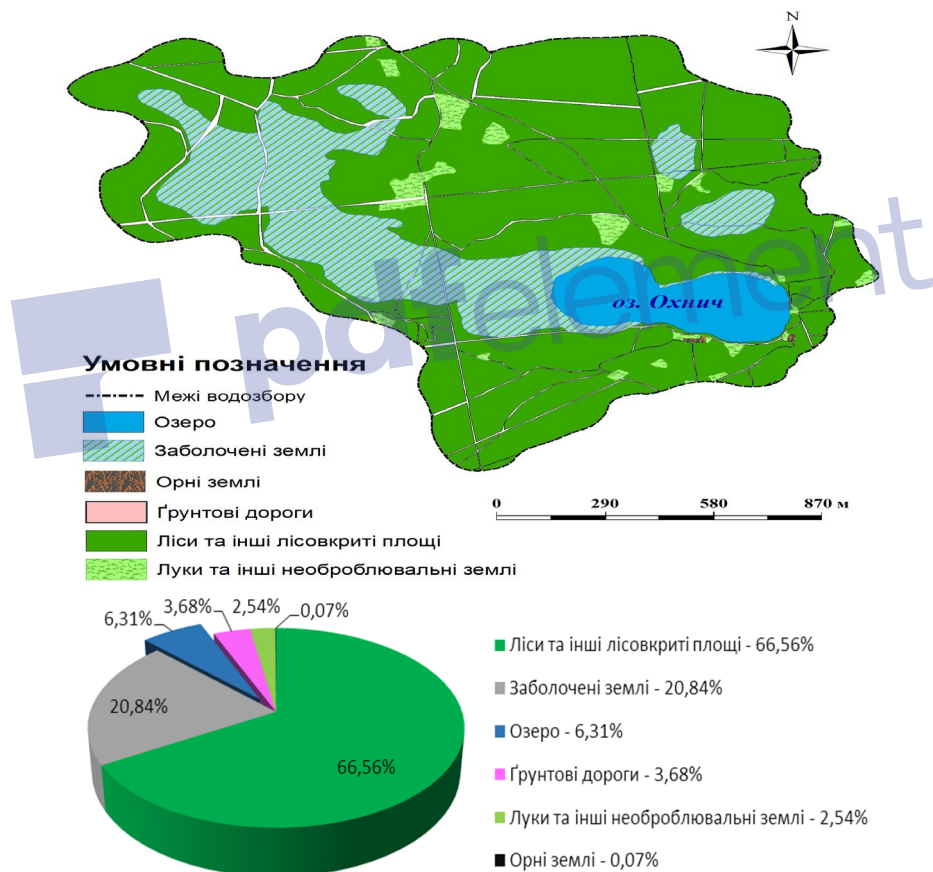 N
оз. Охнич
pdfelement
Умовні позначення
Межі водозбору
Озеро
Заболочені землі
Орні землі
Ґрунтові дороги
Ліси та інші лісовкриті площі
Луки та інші необроблювальні землі
0 290 580 870 м
6,31% 3,68% 2,54% 0,07%
20,84%
66,56%
Ліси та інші лісовкриті площі - 66,56%
Заболочені землі - 20,84%
Озеро - 6,31%
Ґрунтові дороги - 3,68%
Луки та інші необроблювальні землі - 2,54%
Орні землі - 0,07%